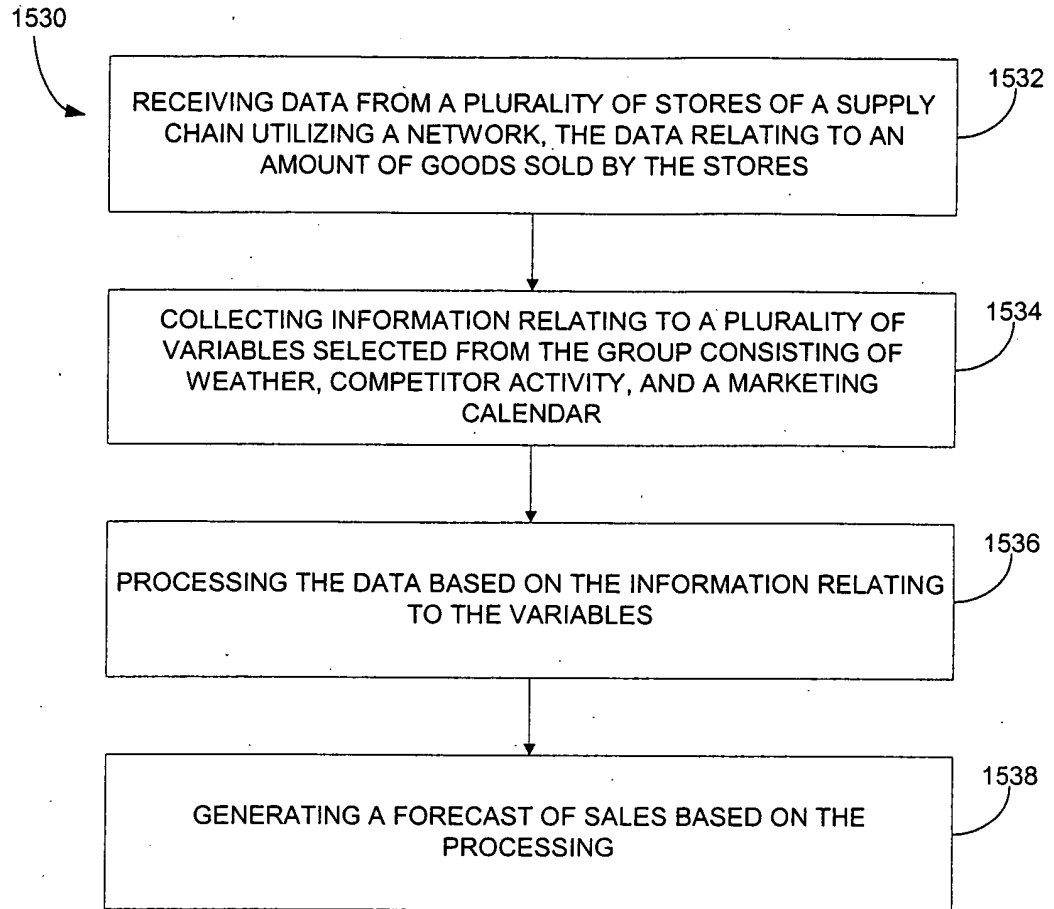 1530
1532
RECEIVING DATA FROM A PLURALITY OF STORES OF A SUPPLY
CHAIN UTILIZING A NETWORK, THE DATA RELATING TO AN
AMOUNT OF GOODS SOLD BY THE STORES
1534
COLLECTING INFORMATION RELATING TO A PLURALITY OF
VARIABLES SELECTED FROM THE GROUP CONSISTING OF
WEATHER, COMPETITOR ACTIVITY, AND A MARKETING
CALENDAR
1536
PROCESSING THE DATA BASED ON THE INFORMATION RELATING
TO THE VARIABLES
1538
GENERATING A FORECAST OF SALES BASED ON THE
PROCESSING